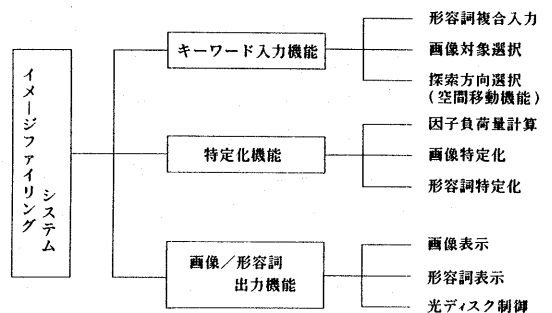 イメージファイリング
システム
キーワード入力機能
形容詞複合入力
画像対象選択
探索方向選択
(空間移動機能)
特定化機能
因子負荷量計算
画像特定化
形容詞特定化
画像／形容詞
出力機能
画像表示
形容詞表示
光ディスク制御